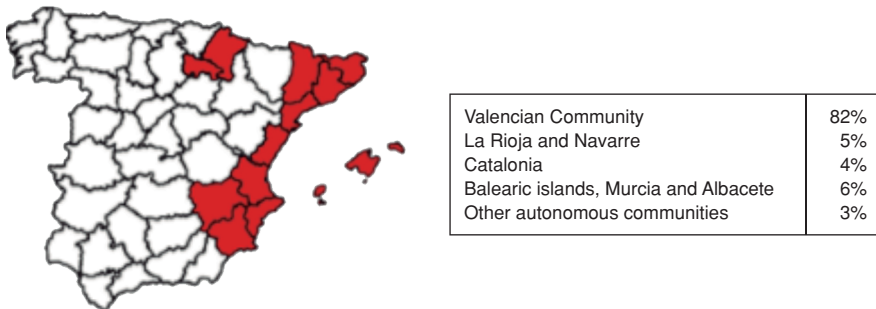 Valencian Community 82%
La Rioja and Navarre 5%
Catalonia 4%
Balearic islands, Murcia and Albacete 6%
Other autonomous communities 3%